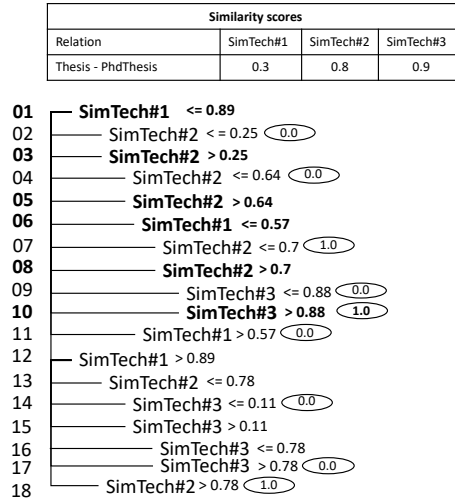 Similarity scores
Relation SimTech#1 SimTech#2 SimTech#3
Thesis - PhdThesis 0.3 0.8 0.9
01 SimTech#1 <= 0.89
02 SimTech#2 < = 0.25 0.0
03 SimTech#2 > 0.25
04 SimTech#2 <= 0.64 0.0
05 SimTech#2 > 0.64
06 SimTech#1 <= 0.57
07 SimTech#2 <= 0.7 1.0
08 SimTech#2 > 0.7
09 SimTech#3 <= 0.88 0.0
10 SimTech#3 > 0.88 1.0
11 SimTech#1 > 0.57 0.0
12 SimTech#1 > 0.89
13 SimTech#2 <= 0.78
14 SimTech#3 <= 0.11 0.0
15 SimTech#3 > 0.11
16 SimTech#3 <= 0.78
17 SimTech#3 > 0.78 0.0
18 SimTech#2 > 0.78 1.0